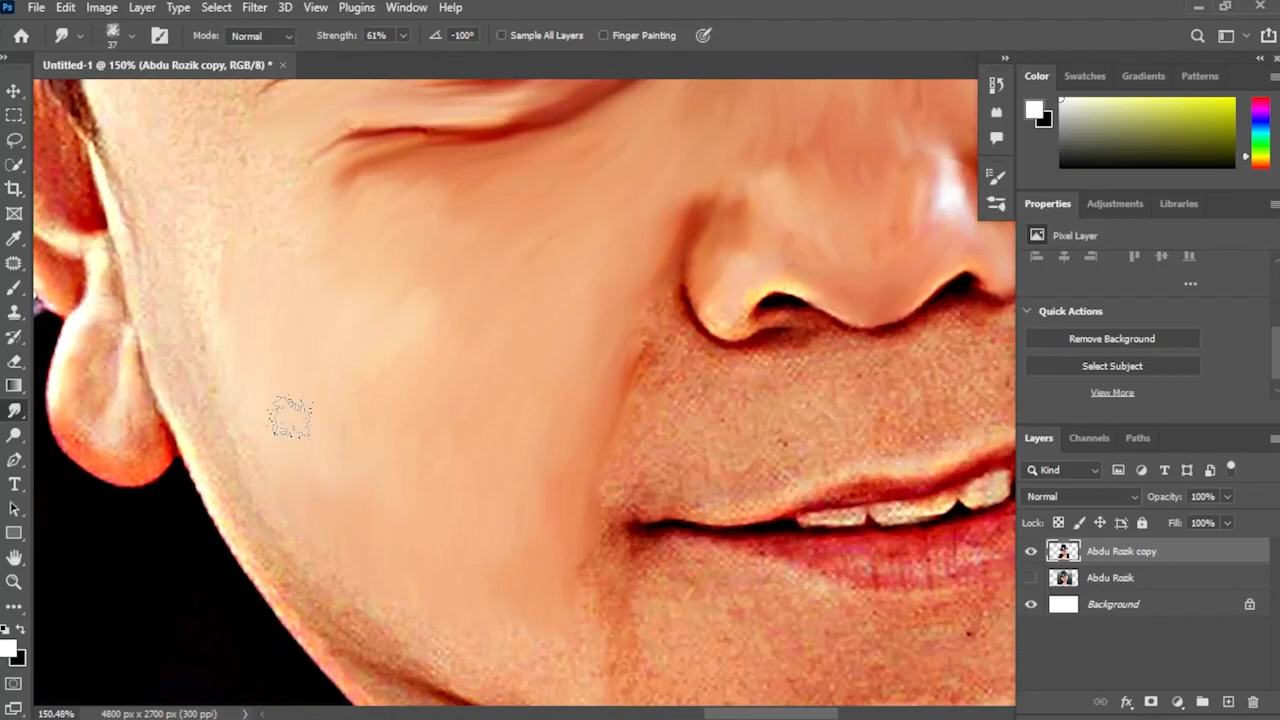 Ps File Edit Image Layer Type Select Filter 3D View Plugins Window Help
37 Mode: Normal Strength: 61% -100° Sample All Layers Finger Painting
Untitled-1 @ 150% (Abdu Rozik copy, RGB/8) *
Color Swatches Gradients Patterns
Properties Adjustments Libraries
Pixel Layer
Quick Actions
Remove Background
Select Subject
View More
Layers Channels Paths
Kind
Normal Opacity: 100%
Lock: Fill: 100%
Abdu Rozik copy
Abdu Rozik
Background
150.48% 4800 px x 2700 px (300 ppi)